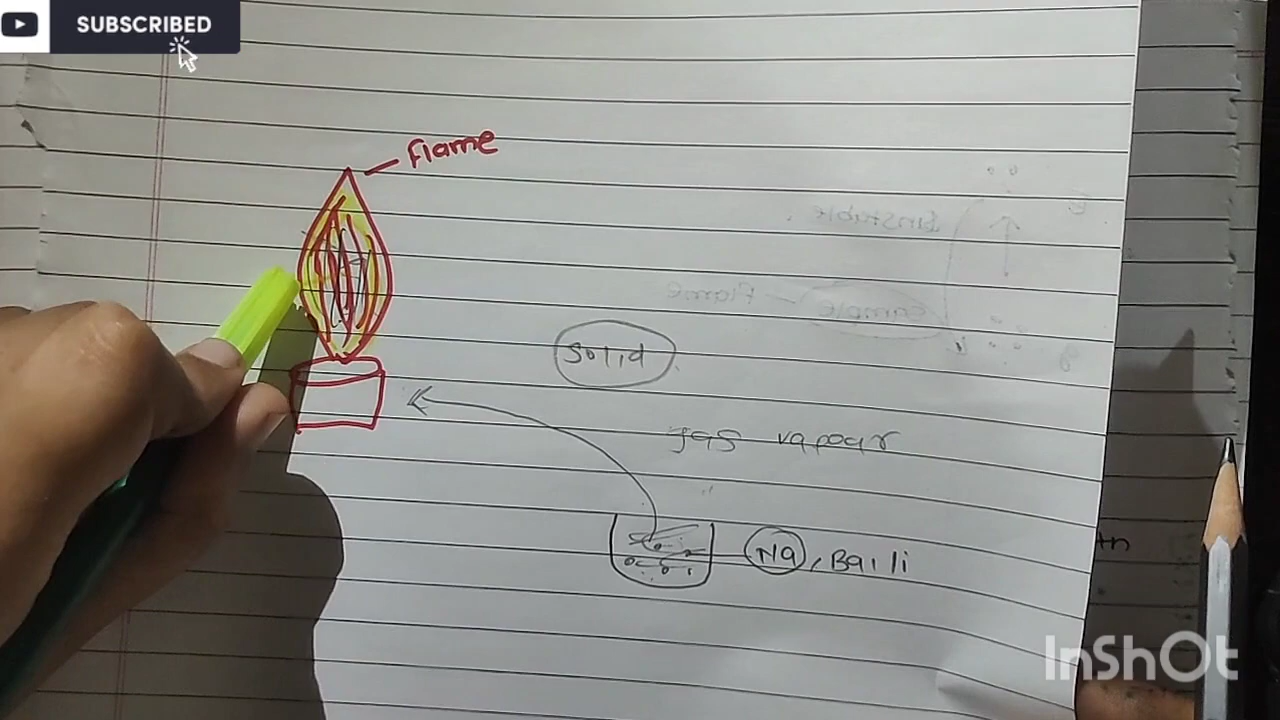 SUBSCRIBED
flame
solid
gas vapour
Na, Ba, li
InShOt